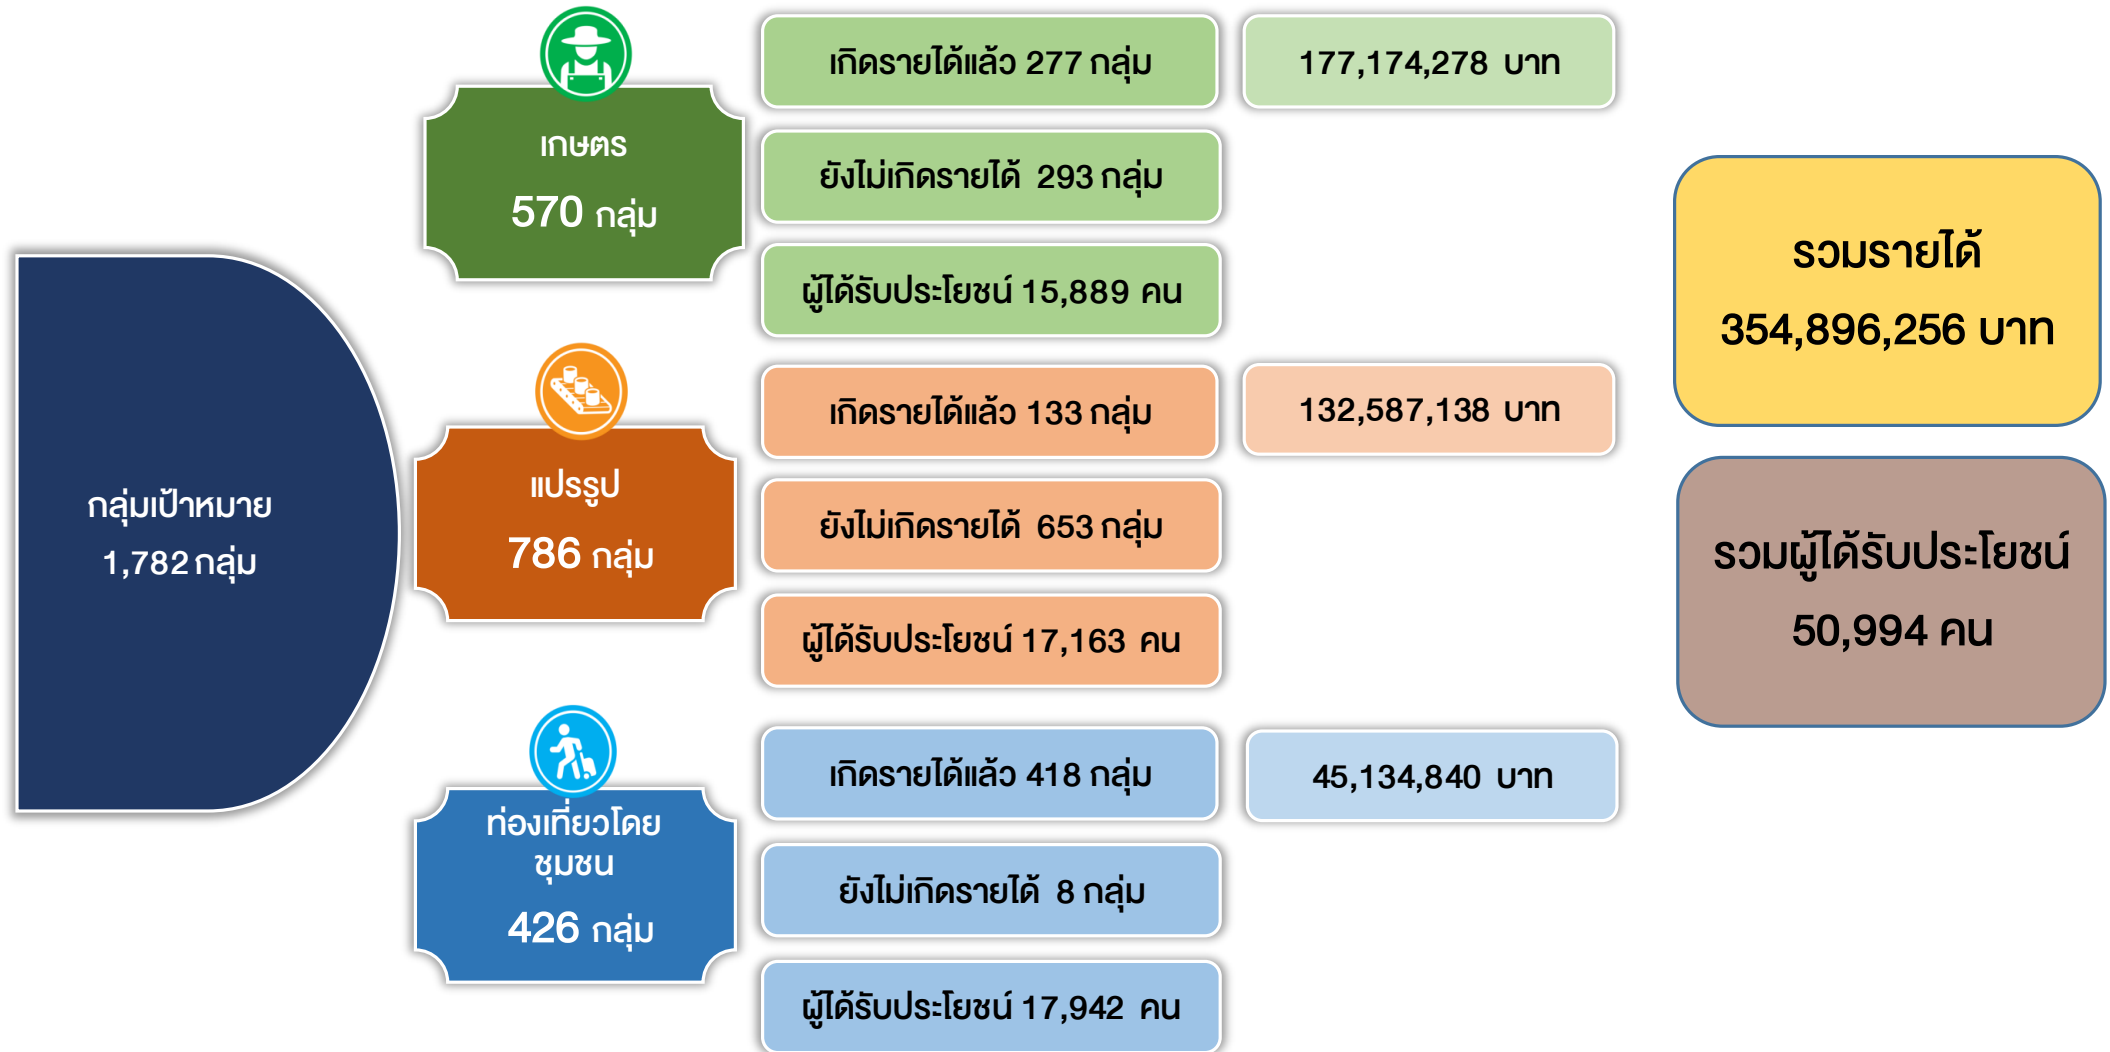 กลุ่มเป้าหมาย
1,782 กลุ่ม
เกษตร
570 กลุ่ม
เกิดรายได้แล้ว 277 กลุ่ม
177,174,278 บาท
ยังไม่เกิดรายได้ 293 กลุ่ม
ผู้ได้รับประโยชน์ 15,889 คน
แปรรูป
786 กลุ่ม
เกิดรายได้แล้ว 133 กลุ่ม
132,587,138 บาท
ยังไม่เกิดรายได้ 653 กลุ่ม
ผู้ได้รับประโยชน์ 17,163 คน
ท่องเที่ยวโดย
ชุมชน
426 กลุ่ม
เกิดรายได้แล้ว 418 กลุ่ม
45,134,840 บาท
ยังไม่เกิดรายได้ 8 กลุ่ม
ผู้ได้รับประโยชน์ 17,942 คน
รวมรายได้
354,896,256 บาท
รวมผู้ได้รับประโยชน์
50,994 คน